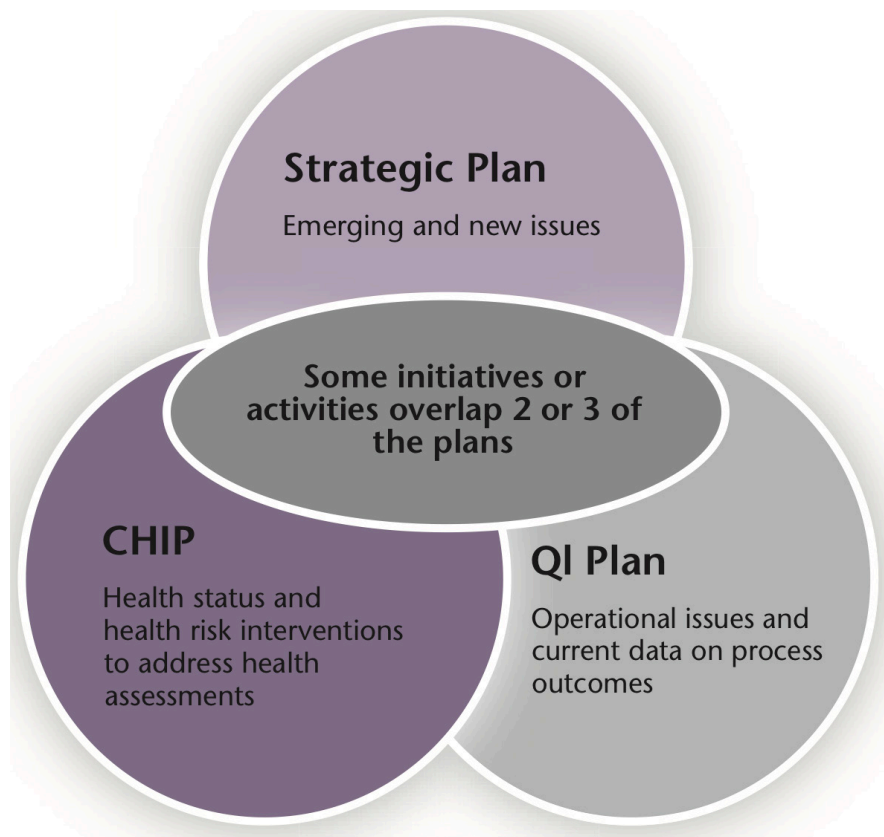 Strategic Plan
Emerging and new issues
Some initiatives or
activities overlap 2 or 3 of
the plans
CHIP
Health status and
health risk interventions
to address health
assessments
QI Plan
Operational issues and
current data on process
outcomes